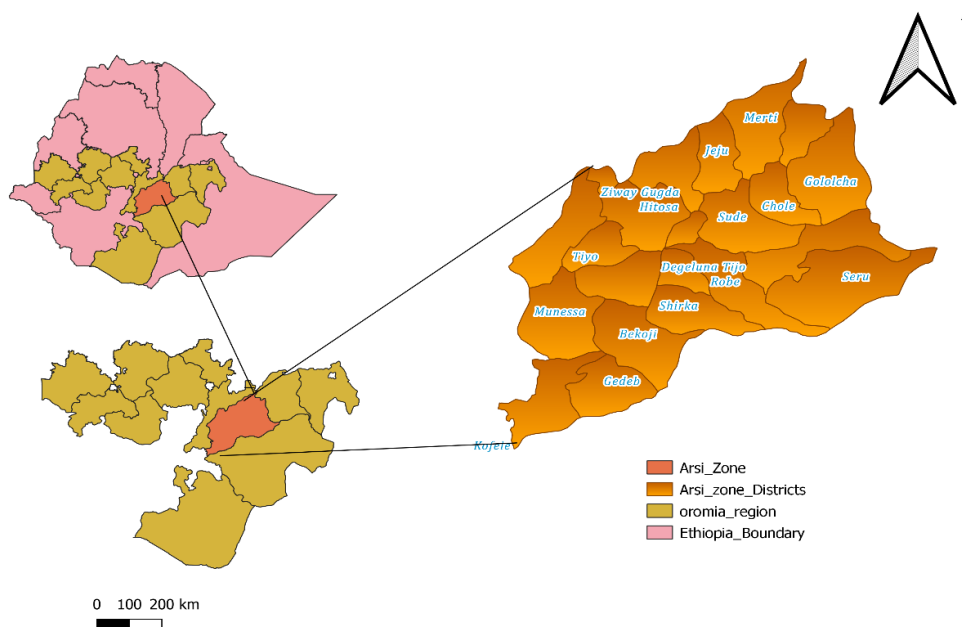 Merti
Jeju
Gololcha
Ziway Gugda
Hitosa
Chole
Sude
Tiyo
Degeluna Tijo
Robe
Seru
Munessa
Shirka
Bekoji
Gedeb
Kofele
Arsi_Zone
Arsi_zone_Districts
oromia_region
Ethiopia_Boundary
0 100 200 km